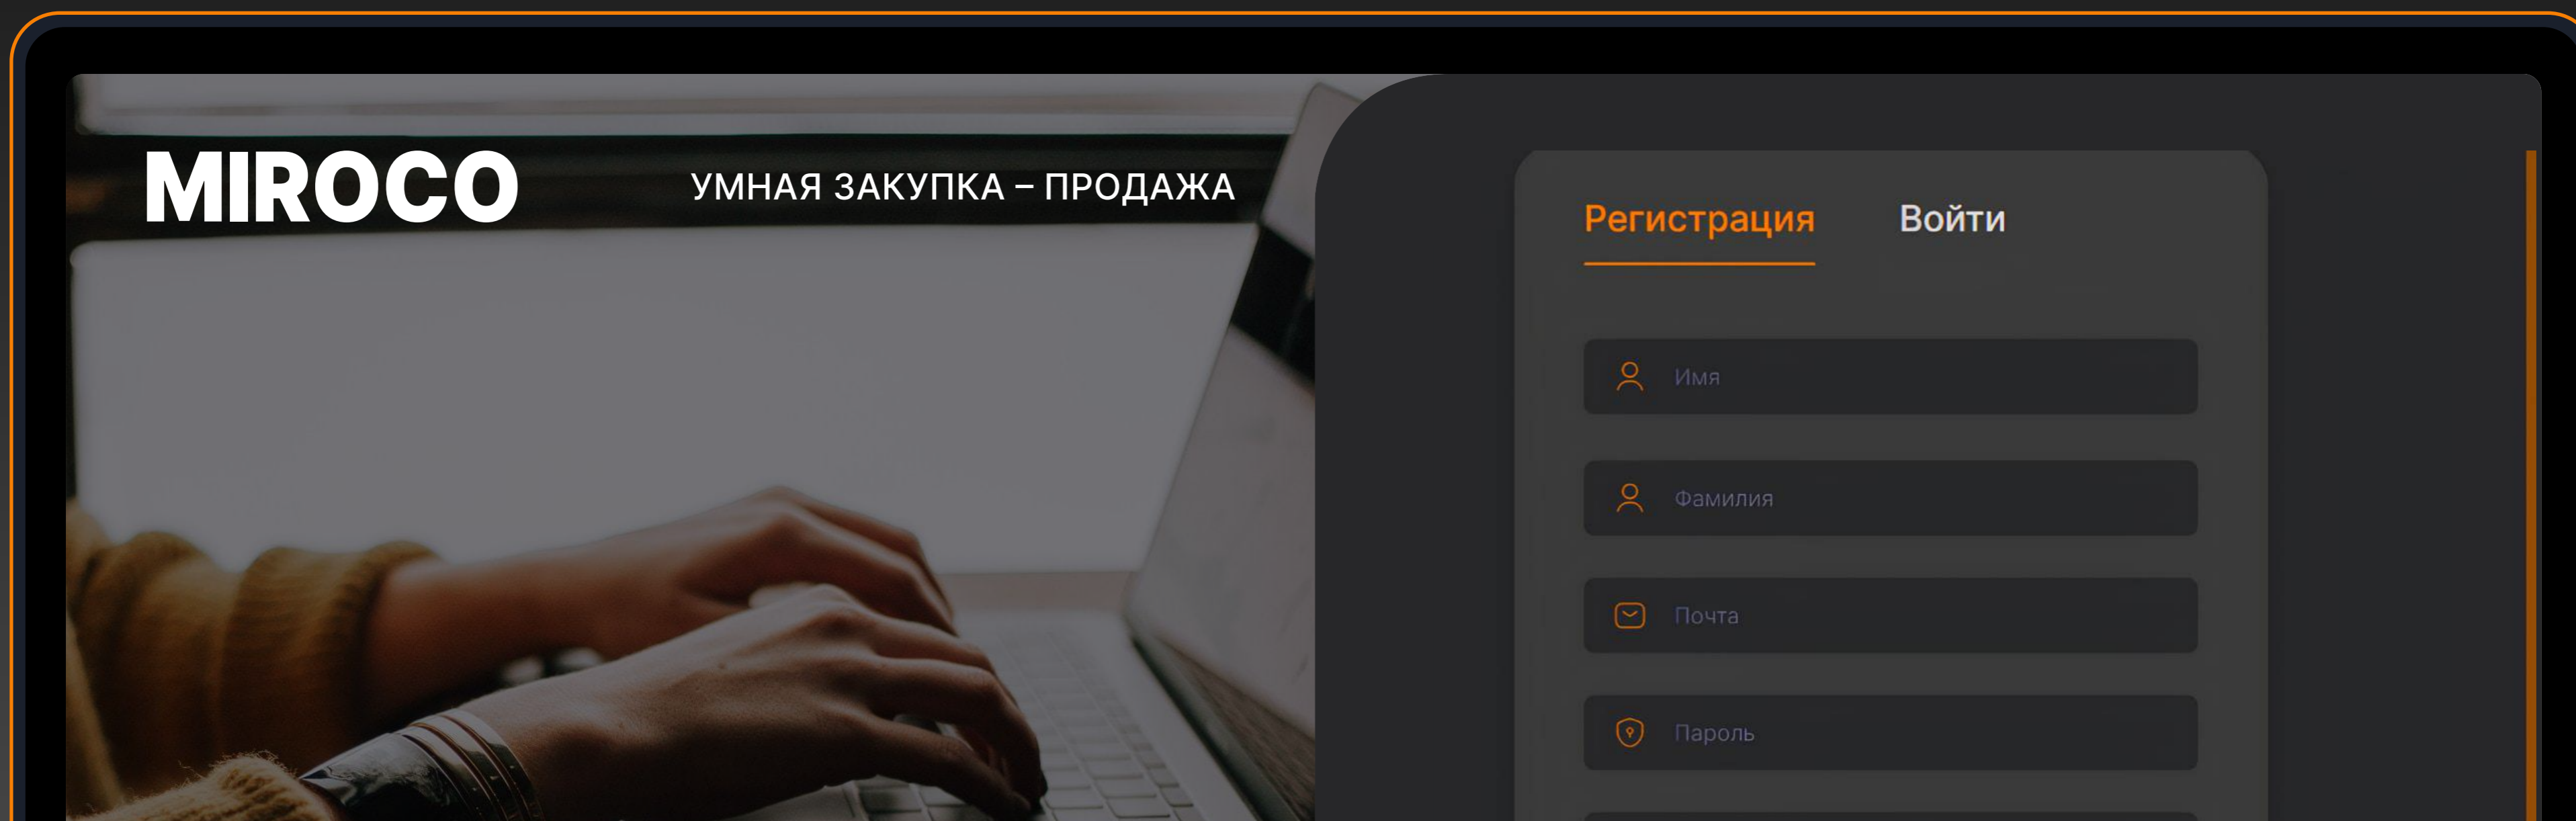 MIROCO
УМНАЯ ЗАКУПКА – ПРОДАЖА
Регистрация Войти
Имя
Фамилия
Почта
Пароль